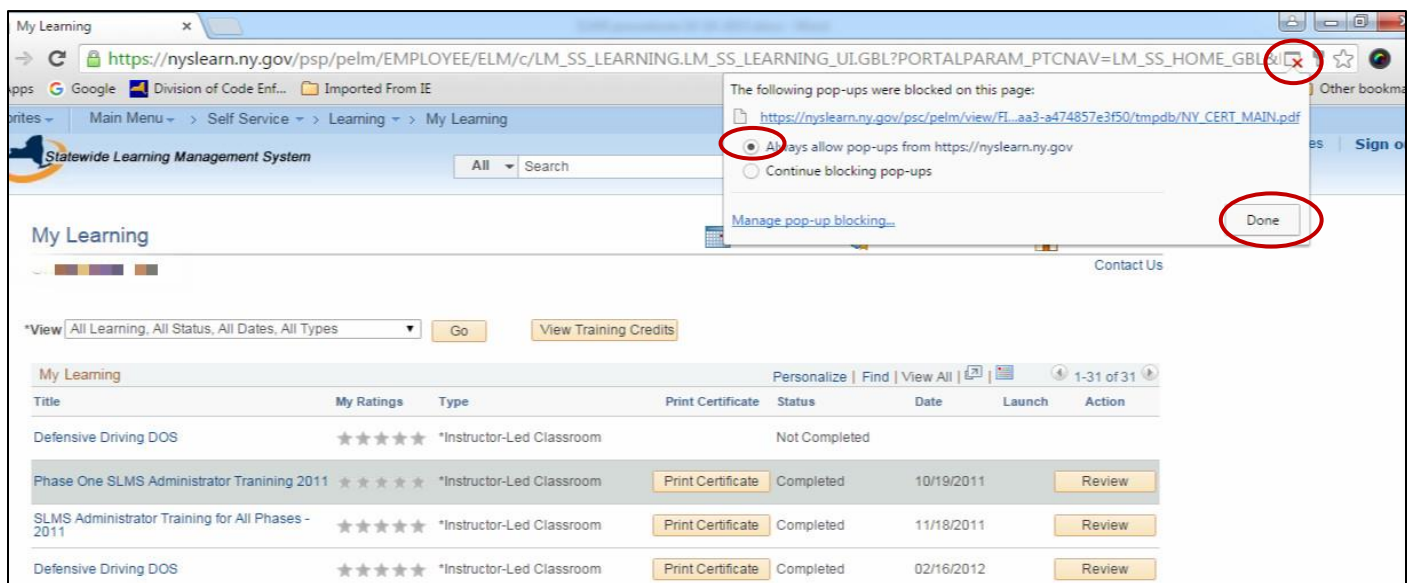 My Learning ×
https://nyslearn.ny.gov/psp/pelm/EMPLOYEE/ELM/c/LM_SS_LEARNING.LM_SS_LEARNING_UI.GBL?PORTALPARAM_PTCNAV=LM_SS_HOME_GBL&
Apps Google Division of Code Enf... Imported From IE Other bookma
The following pop-ups were blocked on this page:
https://nyslearn.ny.gov/psc/pelm/view/FI...aa3-a474857e3f50/tmpdb/NY_CERT_MAIN.pdf
Always allow pop-ups from https://nyslearn.ny.gov
Continue blocking pop-ups
Manage pop-up blocking... Done
orites Main Menu > Self Service > Learning > My Learning
Statewide Learning Management System
All Search
es | Sign o
My Learning
Contact Us
*View All Learning, All Status, All Dates, All Types Go View Training Credits
My Learning Personalize | Find | View All | | 1-31 of 31
Title My Ratings Type Print Certificate Status Date Launch Action
Defensive Driving DOS *Instructor-Led Classroom Not Completed
Phase One SLMS Administrator Tranining 2011 *Instructor-Led Classroom Print Certificate Completed 10/19/2011 Review
SLMS Administrator Training for All Phases -
2011 *Instructor-Led Classroom Print Certificate Completed 11/18/2011 Review
Defensive Driving DOS *Instructor-Led Classroom Print Certificate Completed 02/16/2012 Review